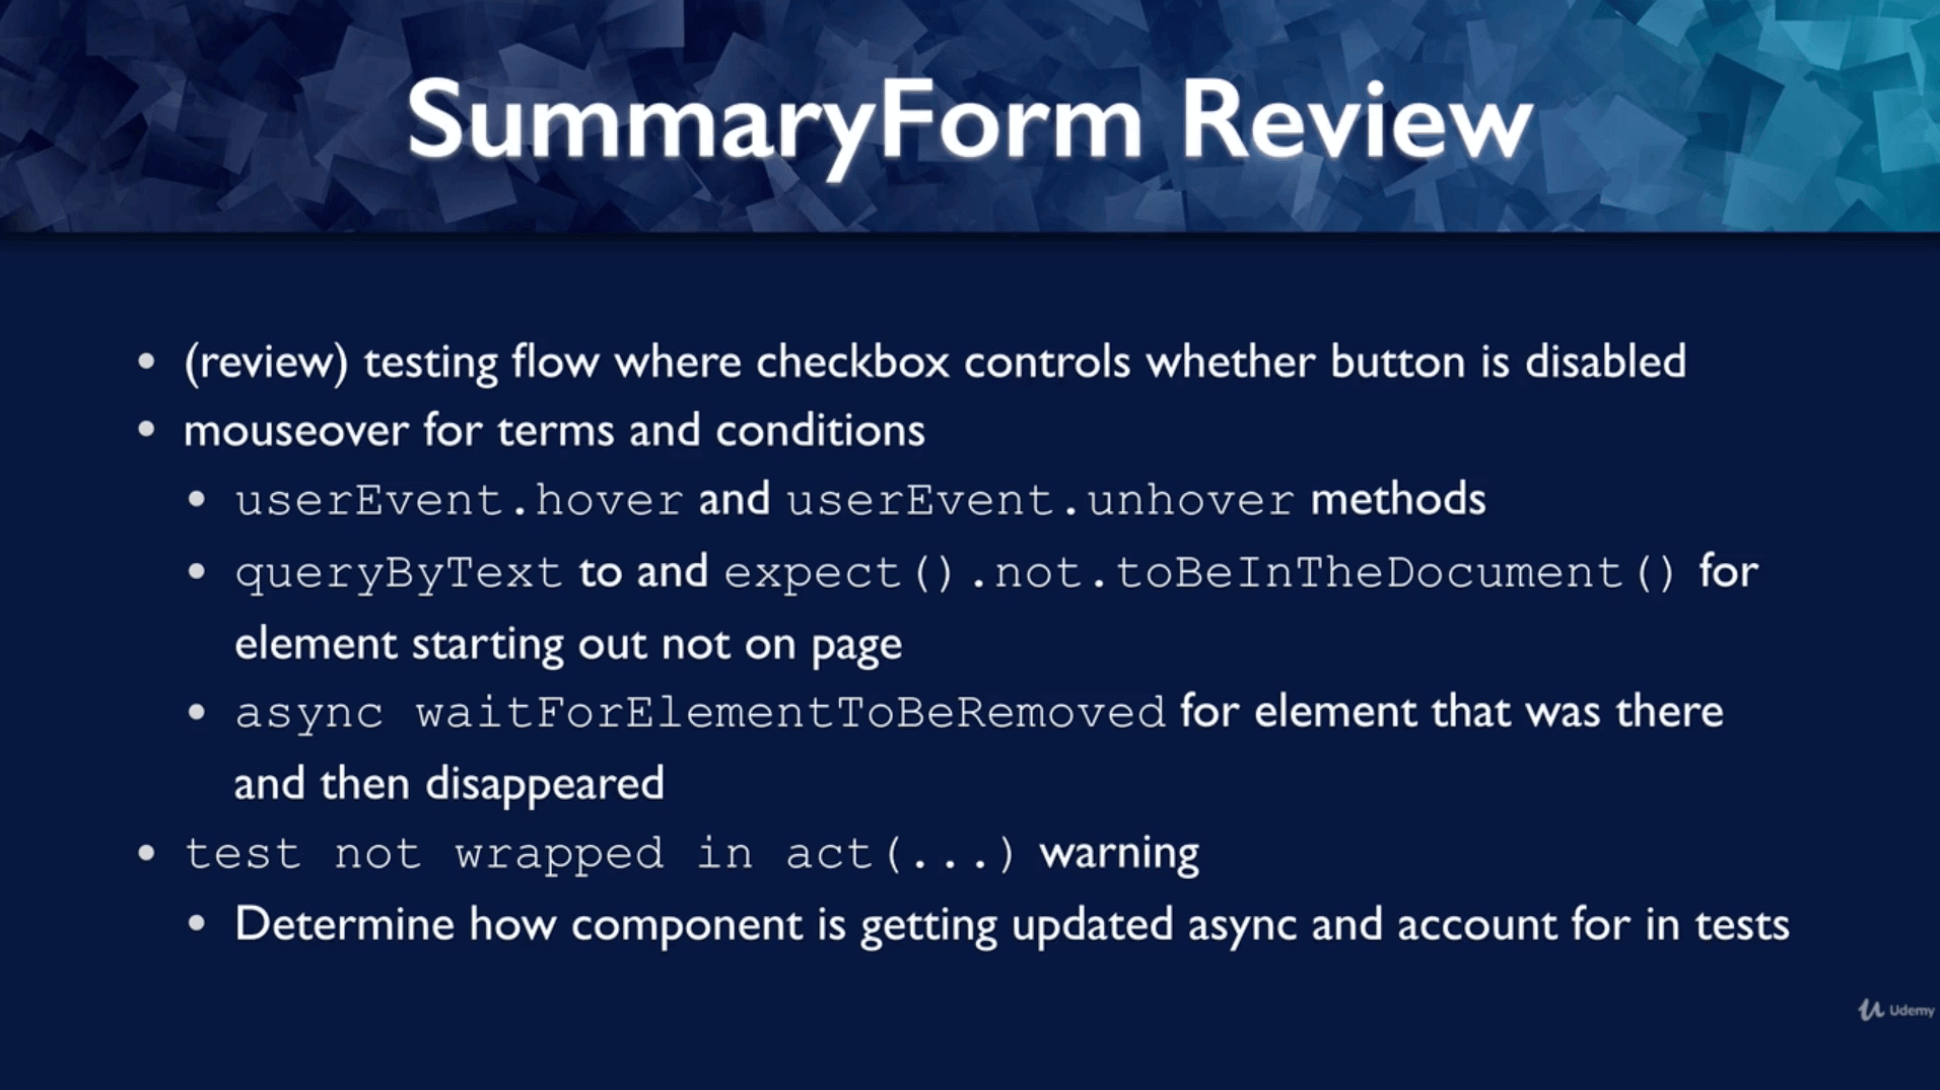 SummaryForm Review
• (review) testing flow where checkbox controls whether button is disabled
• mouseover for terms and conditions
• userEvent.hover and userEvent.unhover methods
• queryByText to and expect().not.toBeInTheDocument() for
element starting out not on page
• async waitForElementToBeRemoved for element that was there
and then disappeared
• test not wrapped in act(...) warning
• Determine how component is getting updated async and account for in tests
Udemy